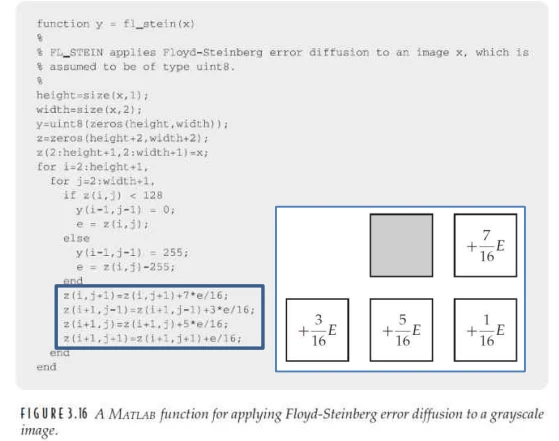 function y = fl_stein(x)
%
% FL_STEIN applies Floyd-Steinberg error diffusion to an image x, which is
% assumed to be of type uint8.
%
height=size(x,1);
width=size(x,2);
y=uint8(zeros(height,width));
z=zeros(height+2,width+2);
z(2:height+1,2:width+1)=x;
for i=2:height+1,
for j=2:width+1,
if z(i,j) < 128
y(i-1,j-1) = 0;
e = z(i,j);
else
y(i-1,j-1) = 255;
e = z(i,j)-255;
end
z(i,j+1)=z(i,j+1)+7*e/16;
z(i+1,j-1)=z(i+1,j-1)+3*e/16;
z(i+1,j)=z(i+1,j)+5*e/16;
z(i+1,j+1)=z(i+1,j+1)+e/16;
end
end
+7/16 E
+3/16 E +5/16 E +1/16 E
FIGURE 3.16 A MATLAB function for applying Floyd-Steinberg error diffusion to a grayscale
image.